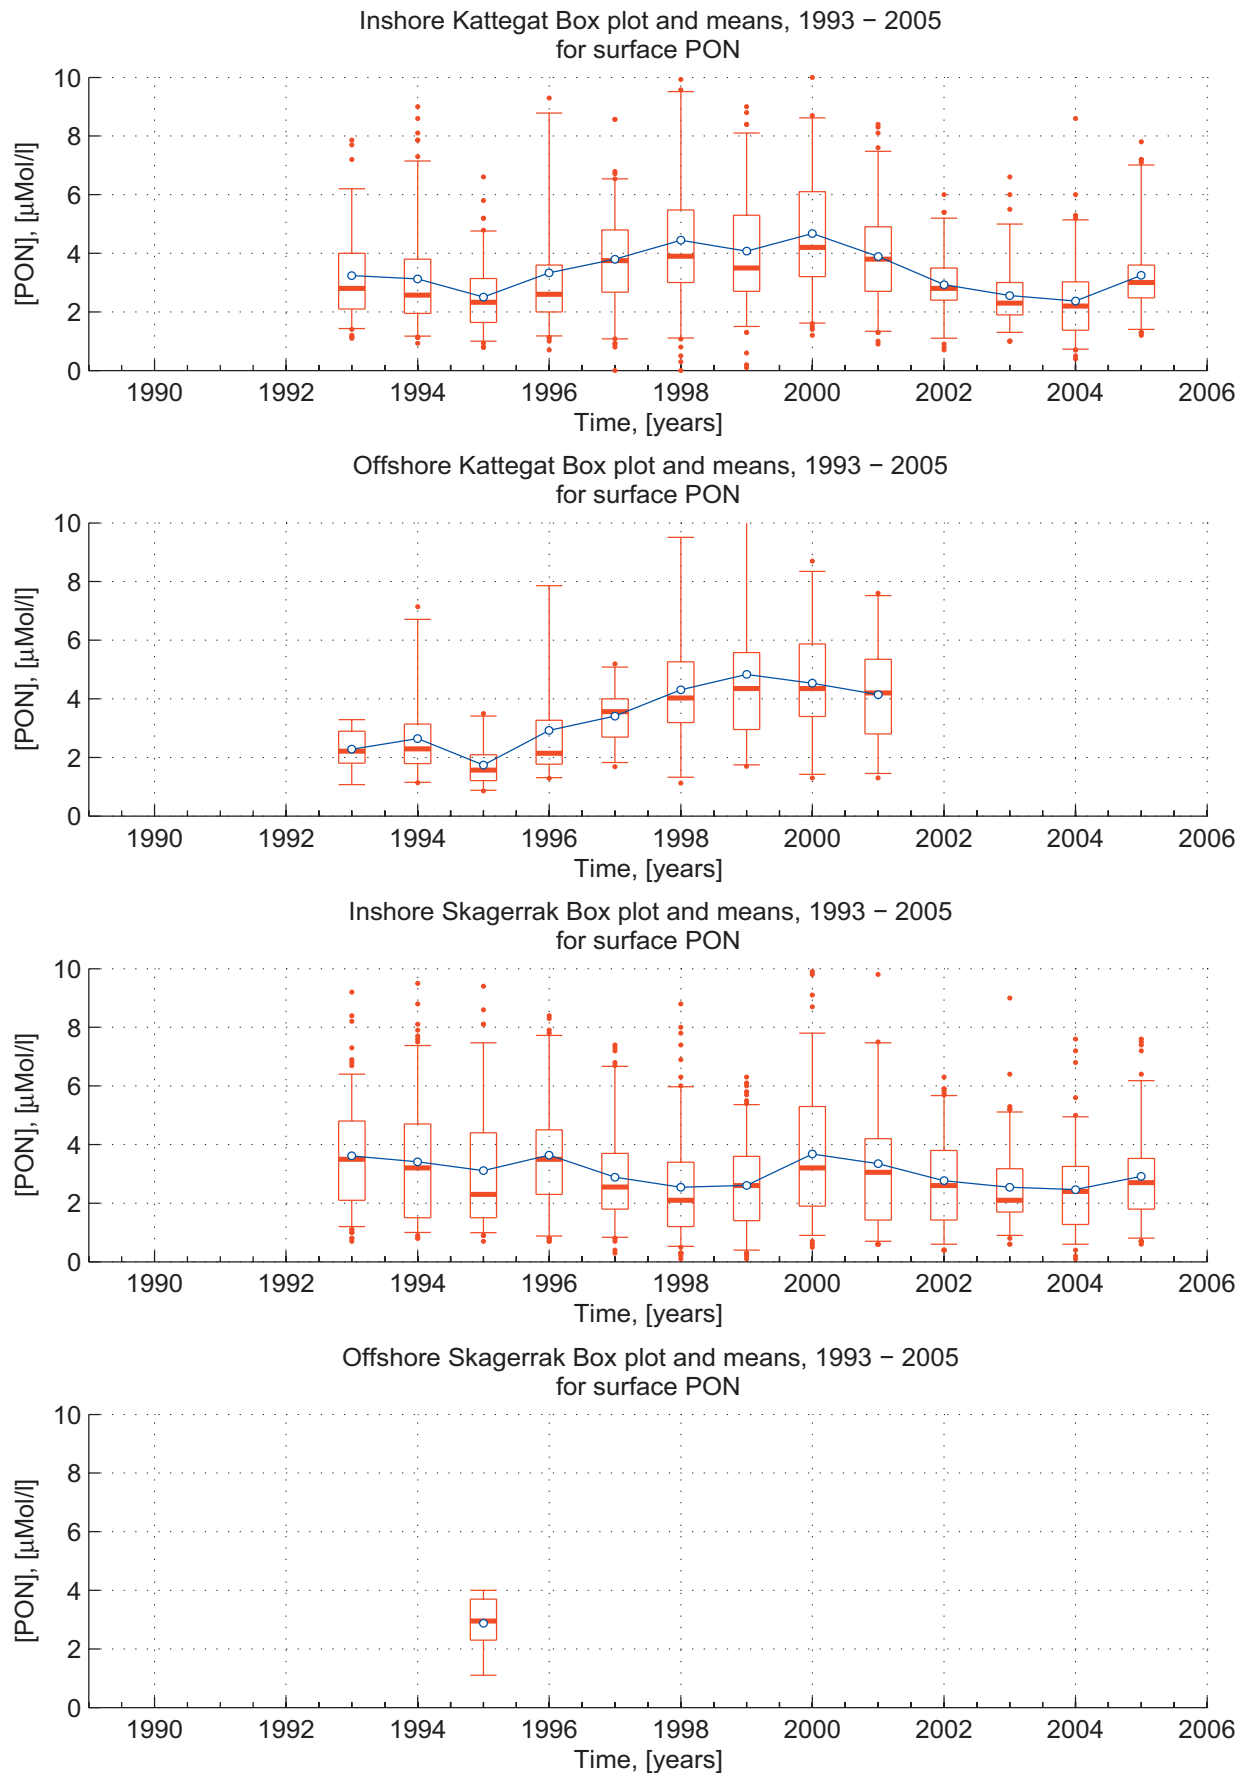 Inshore Kattegat Box plot and means, 1993 − 2005
for surface PON
[PON], [μMol/l]
10
8
6
4
2
0
1990 1992 1994 1996 1998 2000 2002 2004 2006
Time, [years]
Offshore Kattegat Box plot and means, 1993 − 2005
for surface PON
[PON], [μMol/l]
10
8
6
4
2
0
1990 1992 1994 1996 1998 2000 2002 2004 2006
Time, [years]
Inshore Skagerrak Box plot and means, 1993 − 2005
for surface PON
[PON], [μMol/l]
10
8
6
4
2
0
1990 1992 1994 1996 1998 2000 2002 2004 2006
Time, [years]
Offshore Skagerrak Box plot and means, 1993 − 2005
for surface PON
[PON], [μMol/l]
10
8
6
4
2
0
1990 1992 1994 1996 1998 2000 2002 2004 2006
Time, [years]